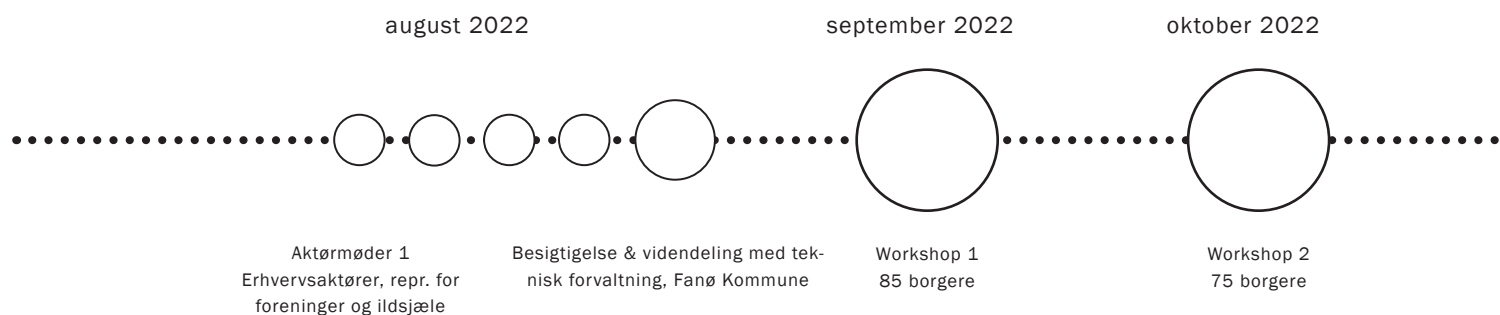 august 2022
september 2022
oktober 2022
Aktørmøder 1
Erhvervsaktører, repr. for
foreninger og ildsjæle
Besigtigelse & videndeling med tek-
nisk forvaltning, Fanø Kommune
Workshop 1
85 borgere
Workshop 2
75 borgere